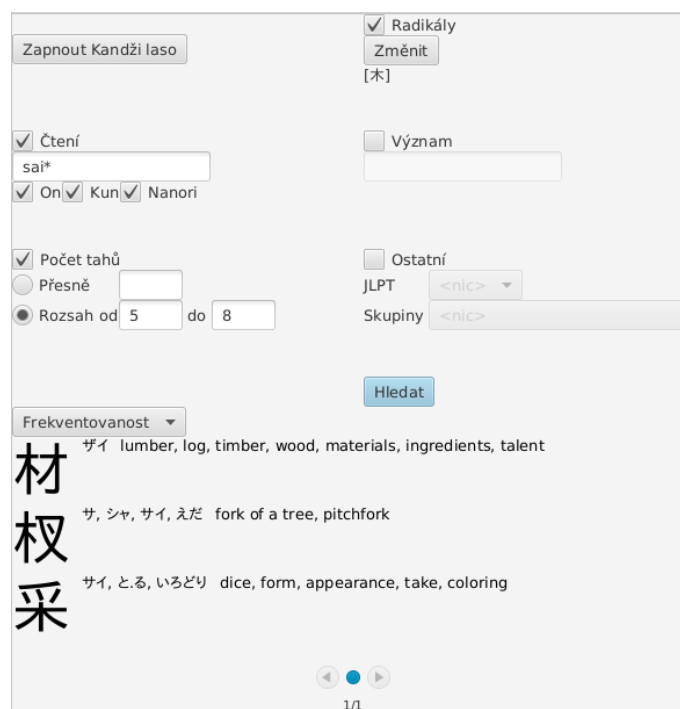 Radikály
Zapnout Kandži laso
Změnit
[木]
Čtení
Význam
sai*
On Kun Nanori
Počet tahů
Ostatní
Přesně
JLPT <nic>
Rozsah od 5 do 8
Skupiny <nic>
Hledat
Frekventovanost
材 ザイ lumber, log, timber, wood, materials, ingredients, talent
杈 サ, シャ, サイ, えだ fork of a tree, pitchfork
采 サイ, と.る, いろどり dice, form, appearance, take, coloring
1/1